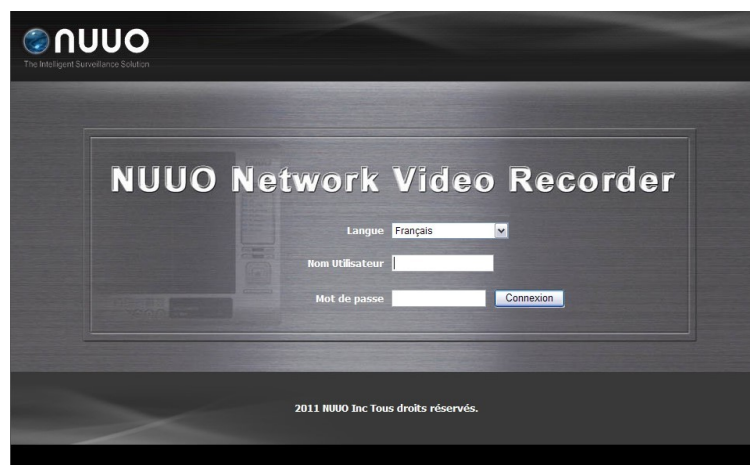 NUUO
The Intelligent Surveillance Solution
NUUO Network Video Recorder
Langue Français
Nom Utilisateur
Mot de passe Connexion
2011 NUUO Inc Tous droits réservés.